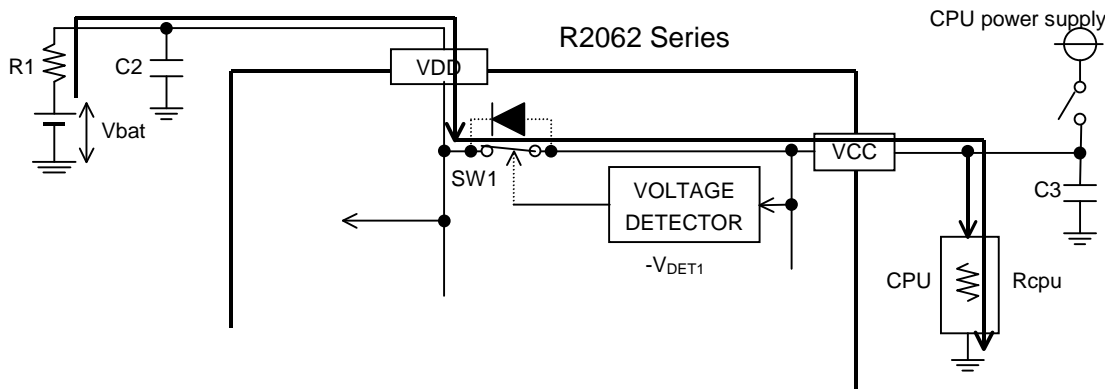 CPU power supply
R2062 Series
R1
C2
VDD
Vbat
SW1
VCC
C3
VOLTAGE
DETECTOR
-VDET1
CPU
Rcpu